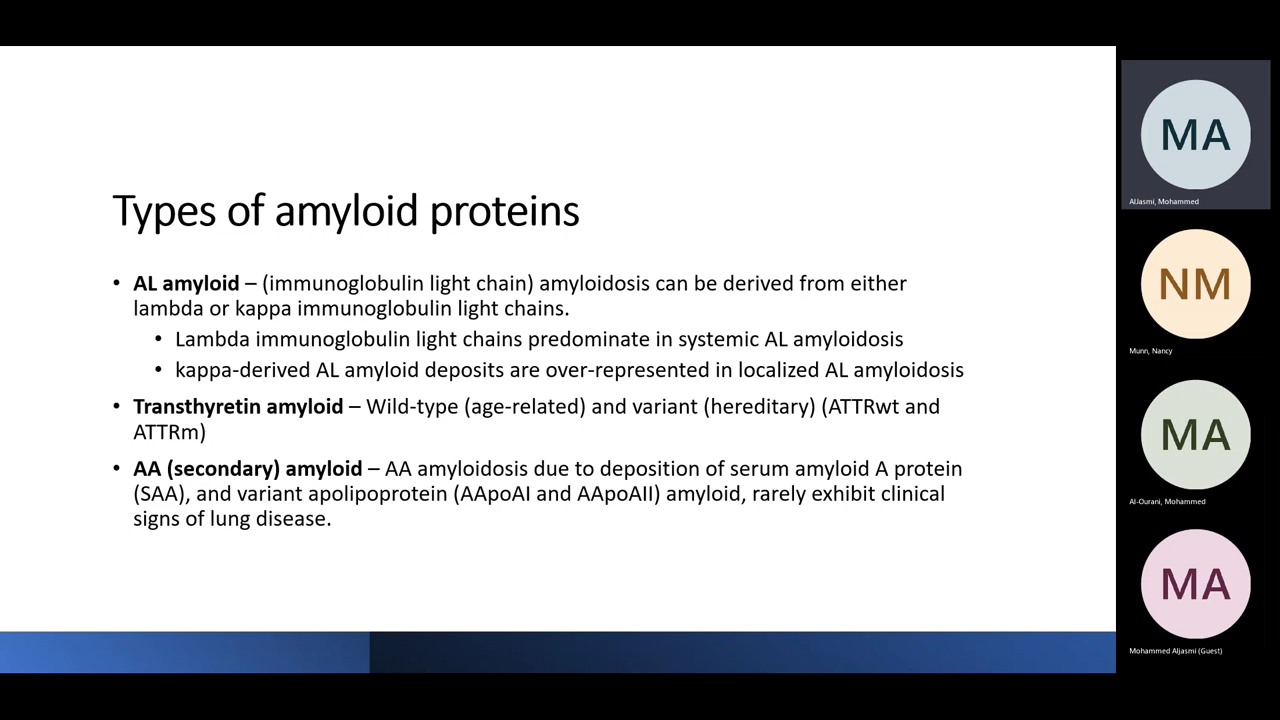 Types of amyloid proteins
• AL amyloid – (immunoglobulin light chain) amyloidosis can be derived from either
lambda or kappa immunoglobulin light chains.
• Lambda immunoglobulin light chains predominate in systemic AL amyloidosis
• kappa-derived AL amyloid deposits are over-represented in localized AL amyloidosis
• Transthyretin amyloid – Wild-type (age-related) and variant (hereditary) (ATTRwt and
ATTRm)
• AA (secondary) amyloid – AA amyloidosis due to deposition of serum amyloid A protein
(SAA), and variant apolipoprotein (AApoAI and AApoAII) amyloid, rarely exhibit clinical
signs of lung disease.
MA
AlJasmi, Mohammed
NM
Munn, Nancy
MA
Al-Ourani, Mohammed
MA
Mohammed Aljasmi (Guest)